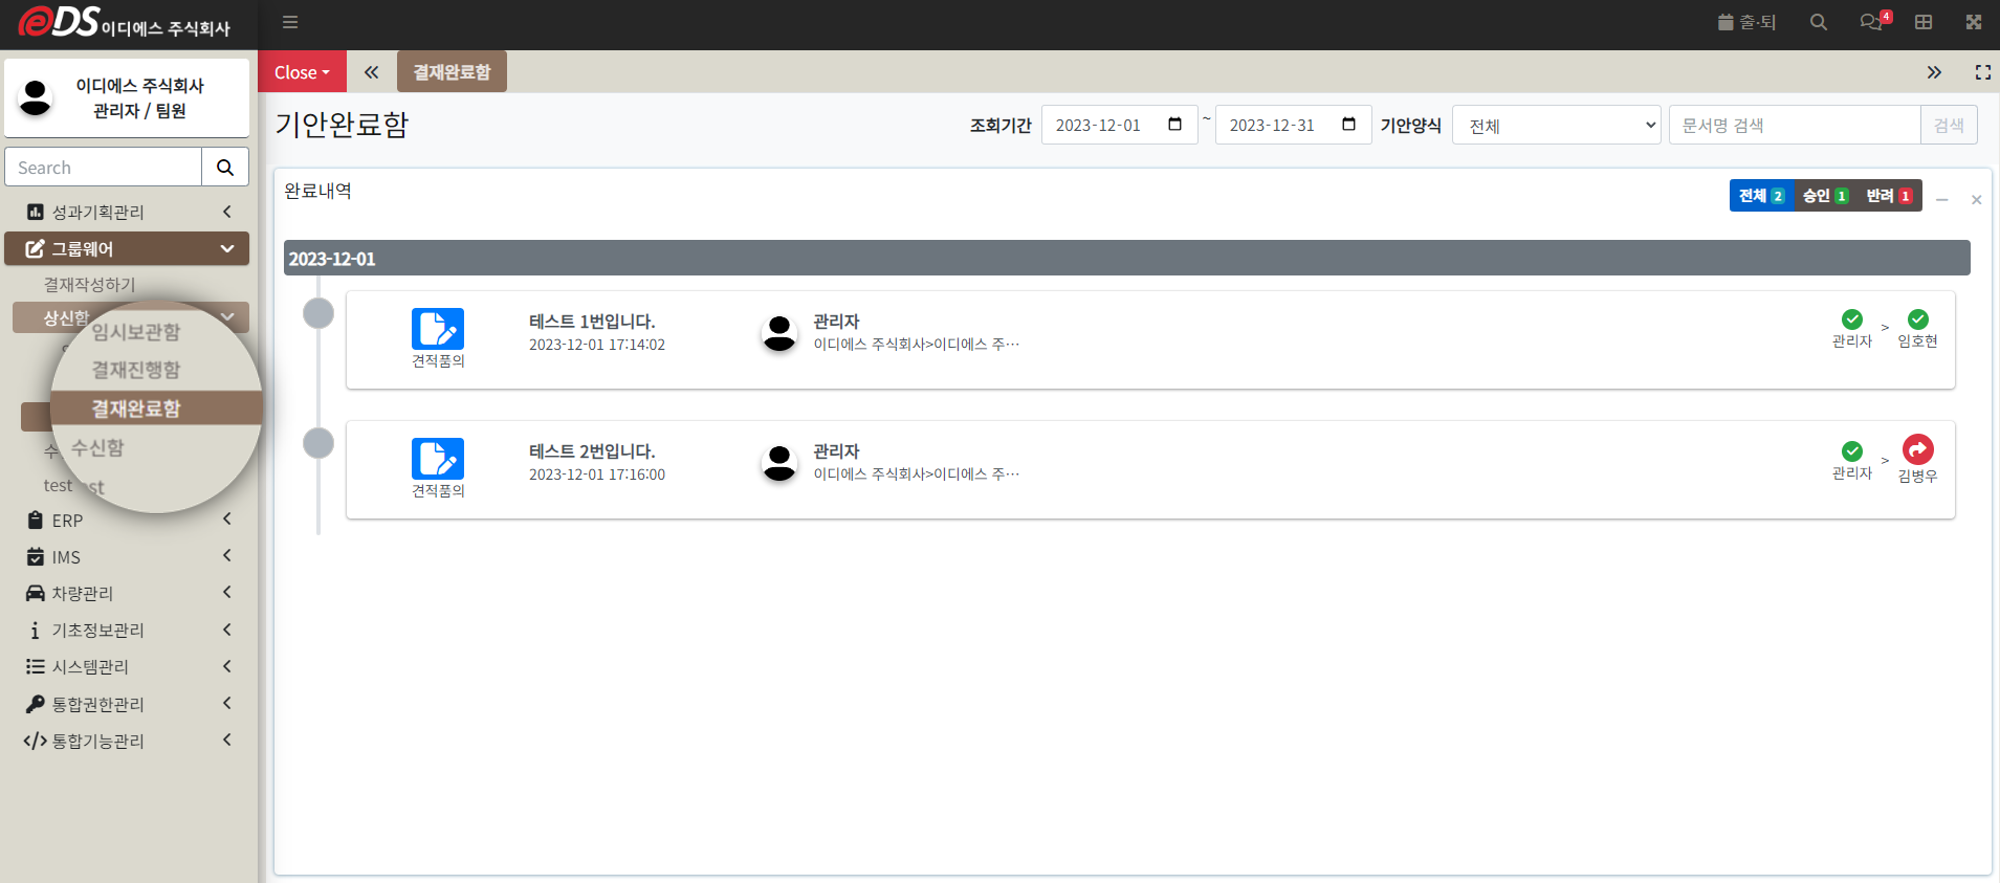 eDS 이디에스 주식회사
출·퇴
4
이디에스 주식회사
관리자 / 팀원
Search
성과기획관리
그룹웨어
결재작성하기
상신함
임시보관함
결재진행함
결재완료함
수신함
test
ERP
IMS
차량관리
기초정보관리
시스템관리
통합권한관리
통합기능관리
Close
결재완료함
기안완료함
조회기간 2023-12-01 ~ 2023-12-31 기안양식 전체 문서명 검색 검색
완료내역
전체 2 승인 1 반려 1
2023-12-01
견적품의
테스트 1번입니다.
2023-12-01 17:14:02
관리자
이디에스 주식회사>이디에스 주···
관리자 > 임호현
견적품의
테스트 2번입니다.
2023-12-01 17:16:00
관리자
이디에스 주식회사>이디에스 주···
관리자 > 김병우